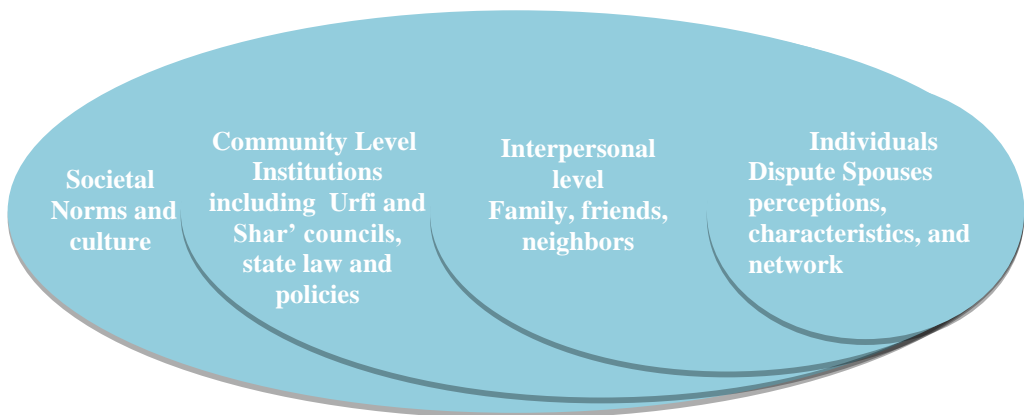 Societal
Norms and
culture
Community Level
Institutions
including Urfi and
Shar’ councils,
state law and
policies
Interpersonal
level
Family, friends,
neighbors
Individuals
Dispute Spouses
perceptions,
characteristics, and
network